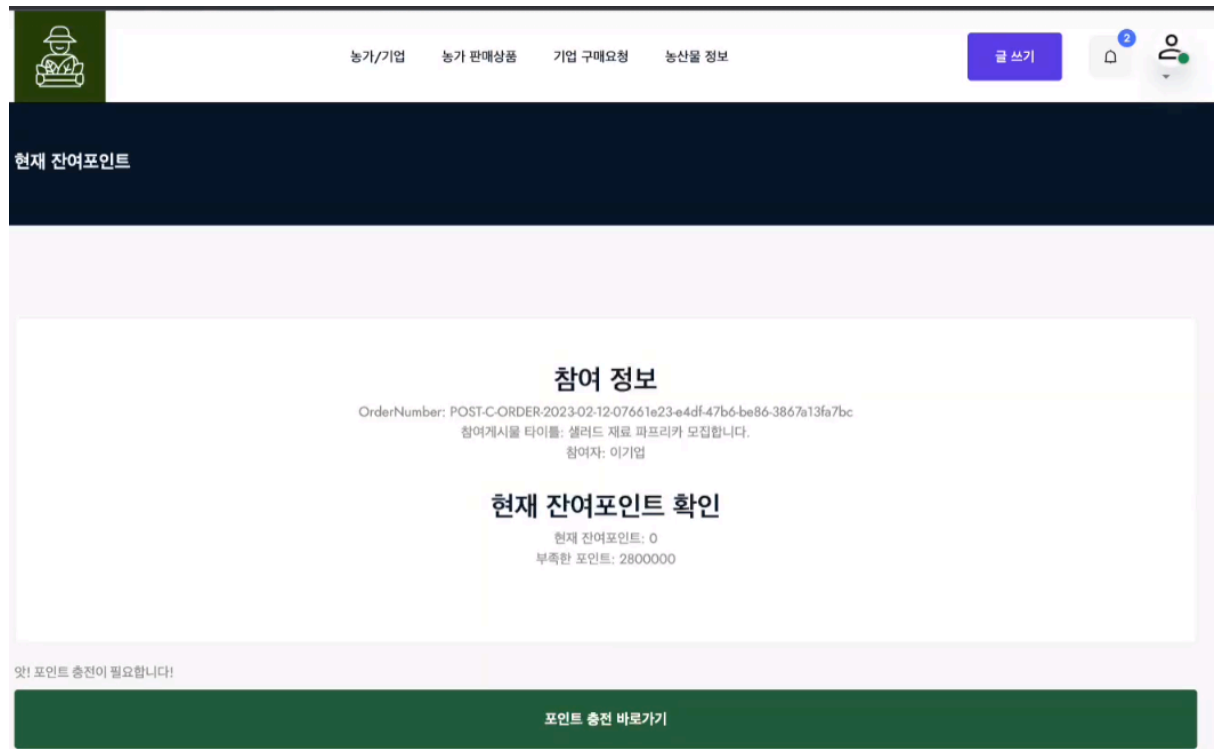 농가/기업 농가 판매상품 기업 구매요청 농산물 정보 글 쓰기 2
현재 잔여포인트
참여 정보
OrderNumber: POST-C-ORDER-2023-02-12-07661e23-e4df-47b6-be86-3867a13fa7bc
참여게시물 타이틀: 샐러드 재료 파프리카 모집합니다.
참여자: 이기업
현재 잔여포인트 확인
현재 잔여포인트: 0
부족한 포인트: 2800000
앗! 포인트 충전이 필요합니다!
포인트 충전 바로가기